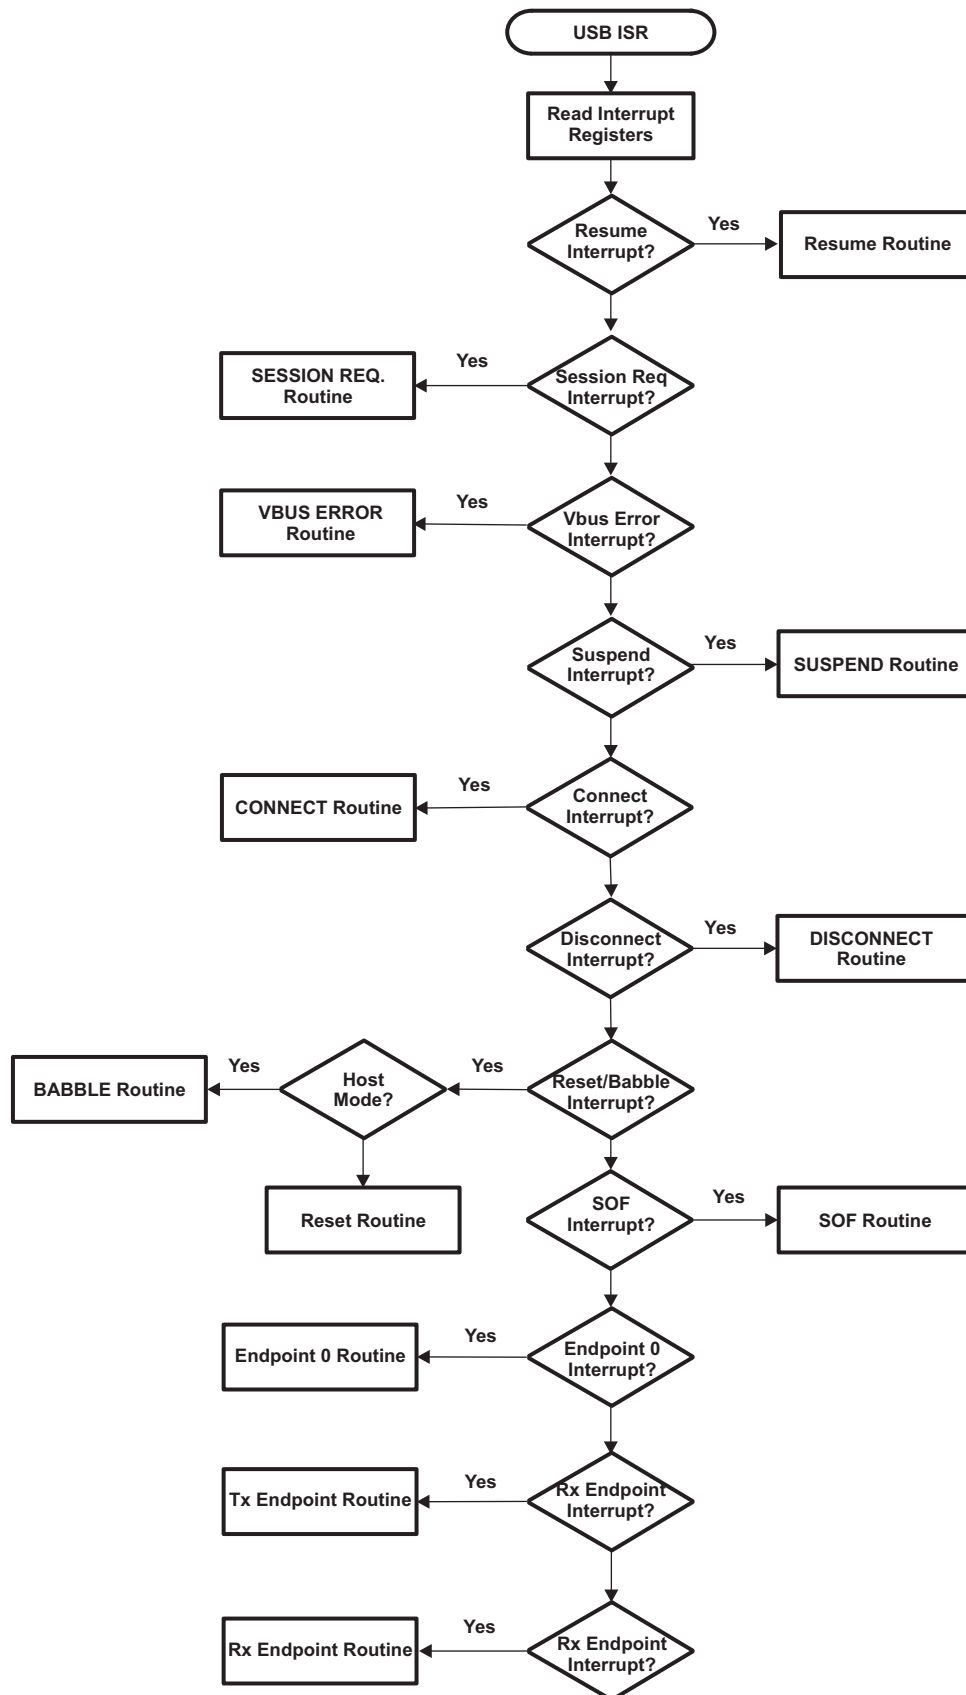 USB ISR
Read Interrupt
Registers
Resume
Interrupt?
Yes
Resume Routine
SESSION REQ.
Routine
Yes
Session Req
Interrupt?
VBUS ERROR
Routine
Yes
Vbus Error
Interrupt?
Suspend
Interrupt?
Yes
SUSPEND Routine
CONNECT Routine
Yes
Connect
Interrupt?
Disconnect
Interrupt?
Yes
DISCONNECT
Routine
BABBLE Routine
Yes
Host
Mode?
Yes
Reset/Babble
Interrupt?
Reset Routine
SOF
Interrupt?
Yes
SOF Routine
Endpoint 0 Routine
Yes
Endpoint 0
Interrupt?
Tx Endpoint Routine
Yes
Rx Endpoint
Interrupt?
Rx Endpoint Routine
Yes
Rx Endpoint
Interrupt?